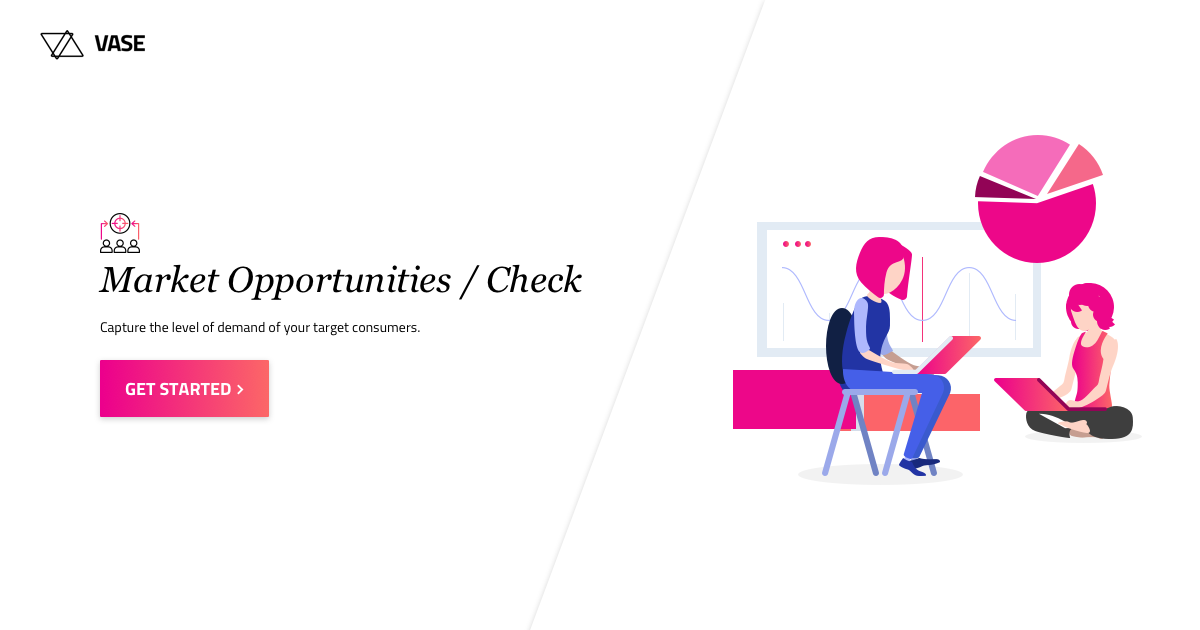 VASE
Market Opportunities / Check
Capture the level of demand of your target consumers.
GET STARTED >